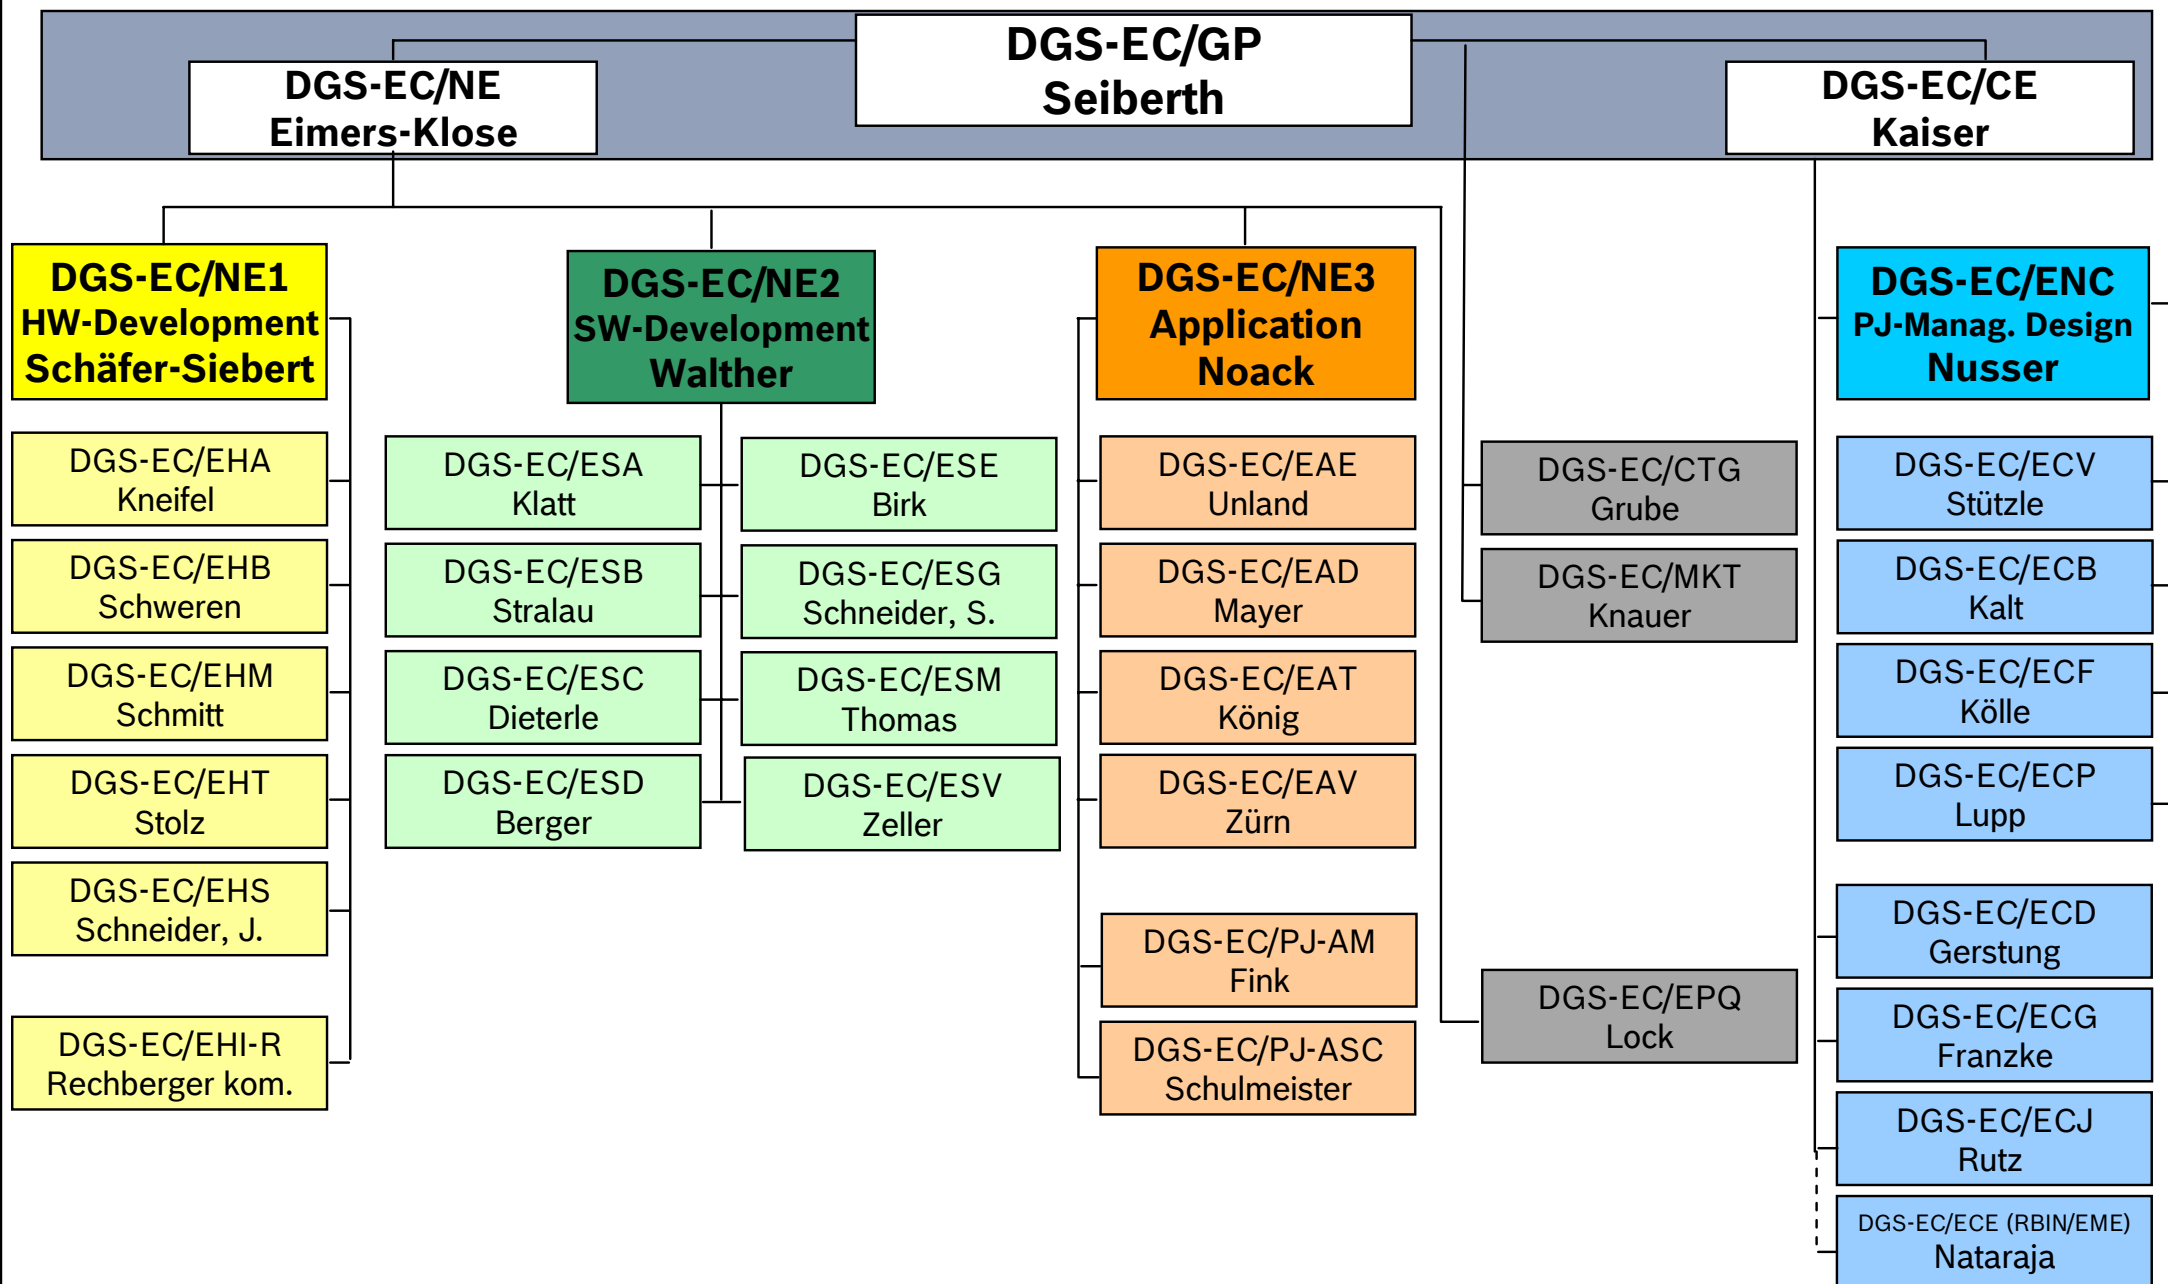 DGS-EC/GP
Seiberth
DGS-EC/NE
Eimers-Klose
DGS-EC/CE
Kaiser
DGS-EC/NE1
HW-Development
Schäfer-Siebert
DGS-EC/EHA
Kneifel
DGS-EC/EHB
Schweren
DGS-EC/EHM
Schmitt
DGS-EC/EHT
Stolz
DGS-EC/EHS
Schneider, J.
DGS-EC/EHI-R
Rechberger kom.
DGS-EC/NE2
SW-Development
Walther
DGS-EC/ESA
Klatt
DGS-EC/ESB
Stralau
DGS-EC/ESC
Dieterle
DGS-EC/ESD
Berger
DGS-EC/ESE
Birk
DGS-EC/ESG
Schneider, S.
DGS-EC/ESM
Thomas
DGS-EC/ESV
Zeller
DGS-EC/NE3
Application
Noack
DGS-EC/EAE
Unland
DGS-EC/EAD
Mayer
DGS-EC/EAT
König
DGS-EC/EAV
Zürn
DGS-EC/PJ-AM
Fink
DGS-EC/PJ-ASC
Schulmeister
DGS-EC/CTG
Grube
DGS-EC/MKT
Knauer
DGS-EC/EPQ
Lock
DGS-EC/ENC
PJ-Manag. Design
Nusser
DGS-EC/ECV
Stützle
DGS-EC/ECB
Kalt
DGS-EC/ECF
Kölle
DGS-EC/ECP
Lupp
DGS-EC/ECD
Gerstung
DGS-EC/ECG
Franzke
DGS-EC/ECJ
Rutz
DGS-EC/ECE (RBIN/EME)
Nataraja